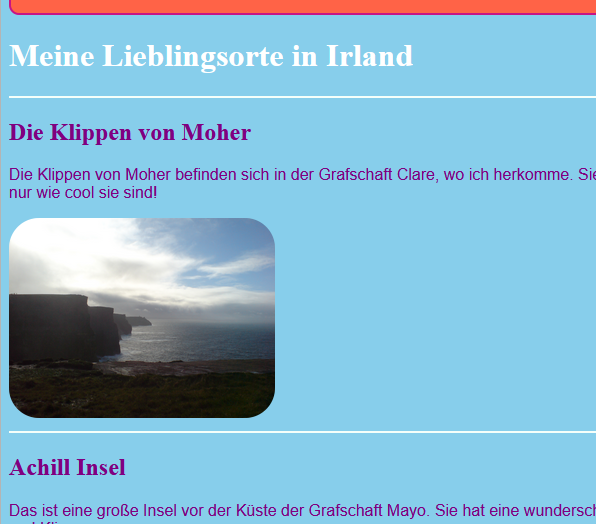 Meine Lieblingsorte in Irland
Die Klippen von Moher
Die Klippen von Moher befinden sich in der Grafschaft Clare, wo ich herkomme. Sie
nur wie cool sie sind!
Achill Insel
Das ist eine große Insel vor der Küste der Grafschaft Mayo. Sie hat eine wundersch